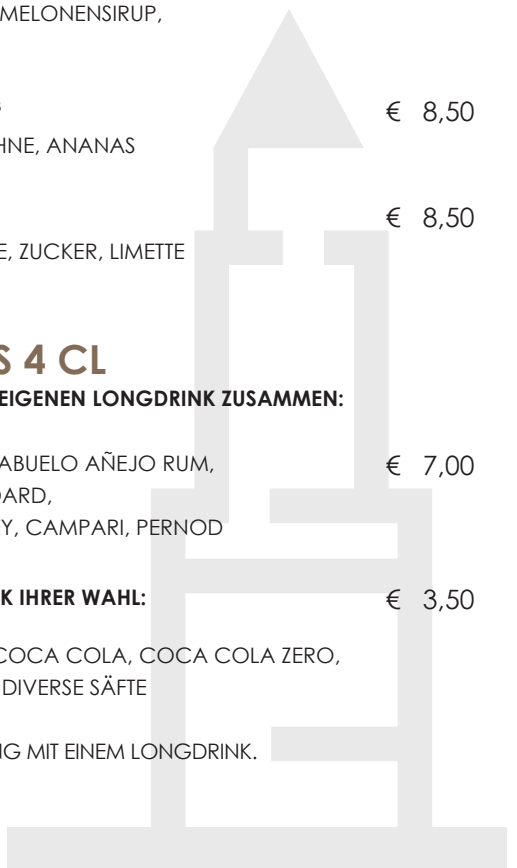 MELONENSIRUP,
€ 8,50
HNE, ANANAS
€ 8,50
E, ZUCKER, LIMETTE
S 4 CL
EIGENEN LONGDRINK ZUSAMMEN:
ABUELO AÑEJO RUM, € 7,00
DARD,
Y, CAMPARI, PERNOD
K IHRER WAHL: € 3,50
COCA COLA, COCA COLA ZERO,
DIVERSE SÄFTE
NG MIT EINEM LONGDRINK.